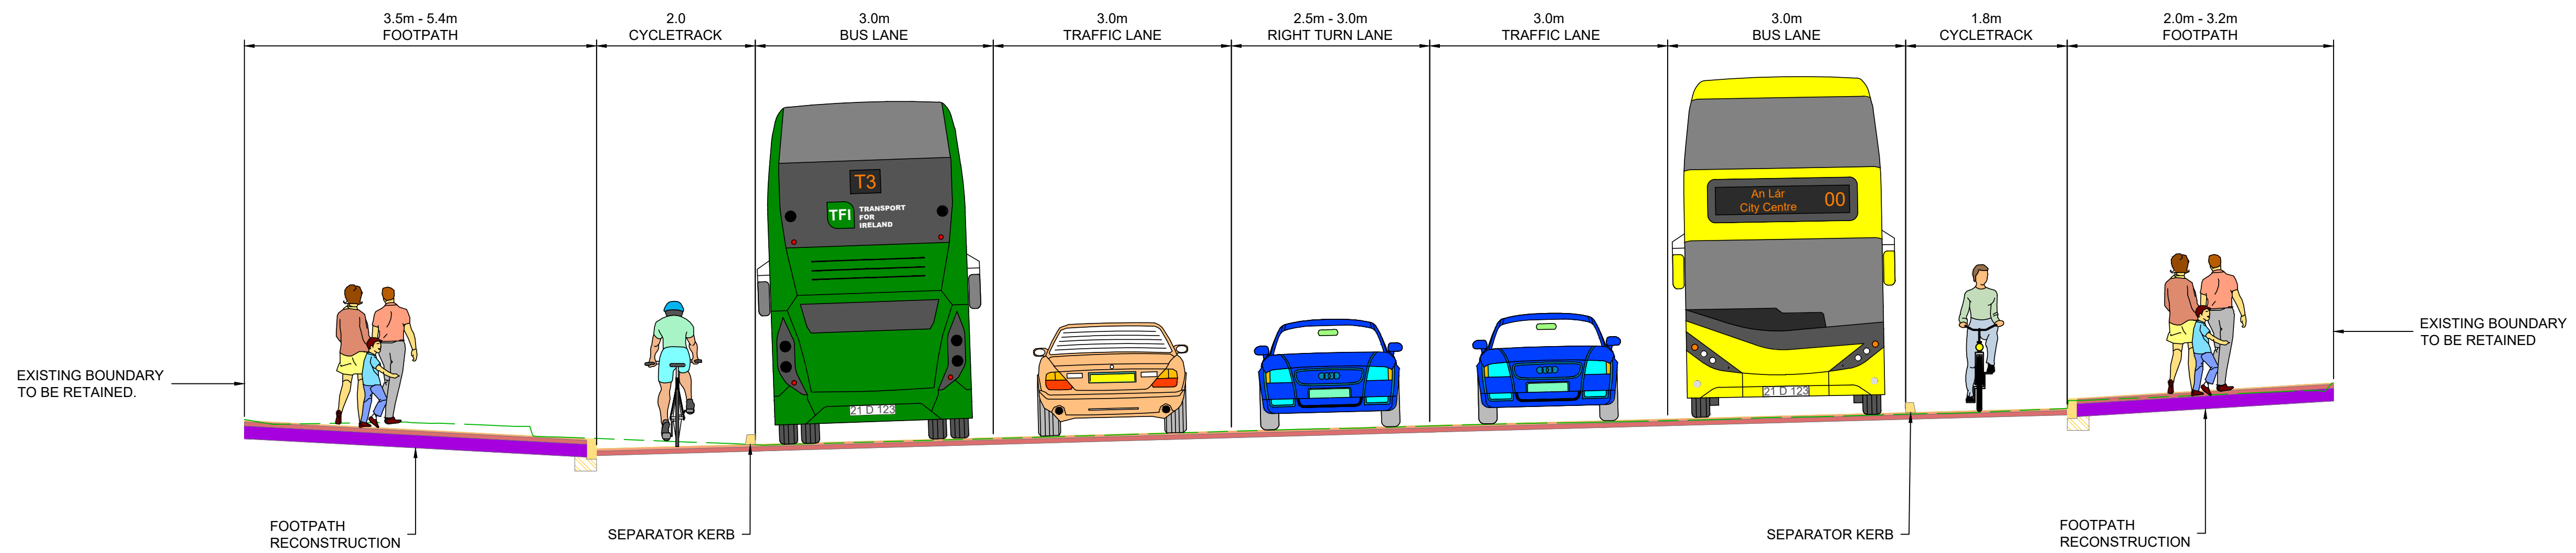 3.5m - 5.4m
FOOTPATH
2.0
CYCLETRACK
3.0m
BUS LANE
3.0m
TRAFFIC LANE
2.5m - 3.0m
RIGHT TURN LANE
3.0m
TRAFFIC LANE
3.0m
BUS LANE
1.8m
CYCLETRACK
2.0m - 3.2m
FOOTPATH
T3
TFI
TRANSPORT
FOR
IRELAND
21 D 123
An Lár
City Centre
00
21 D 123
EXISTING BOUNDARY
TO BE RETAINED.
EXISTING BOUNDARY
TO BE RETAINED
FOOTPATH
RECONSTRUCTION
SEPARATOR KERB
SEPARATOR KERB
FOOTPATH
RECONSTRUCTION